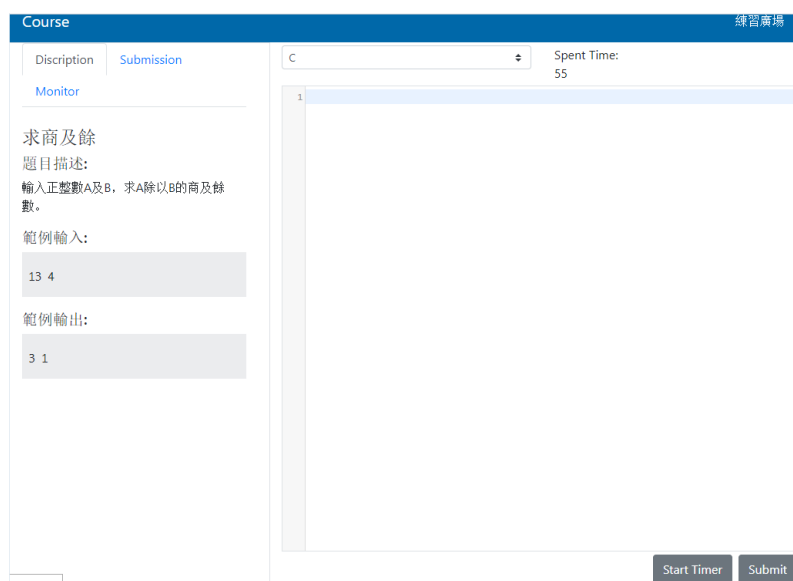 Course
練習廣場
Discription
Submission
Monitor
求商及餘
題目描述:
輸入正整數A及B，求A除以B的商及餘
數。
範例輸入:
13 4
範例輸出:
3 1
C
Spent Time:
55
1
Start Timer
Submit